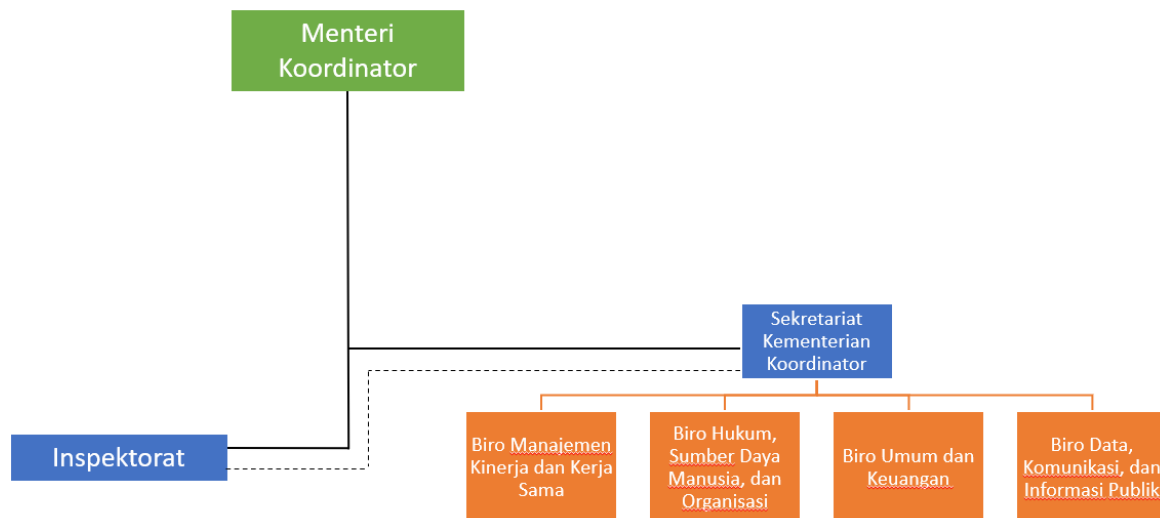 Menteri
Koordinator
Sekretariat
Kementerian
Koordinator
Inspektorat
Biro Manajemen
Kinerja dan Kerja
Sama
Biro Hukum,
Sumber Daya
Manusia, dan
Organisasi
Biro Umum dan
Keuangan
Biro Data,
Komunikasi, dan
Informasi Publik